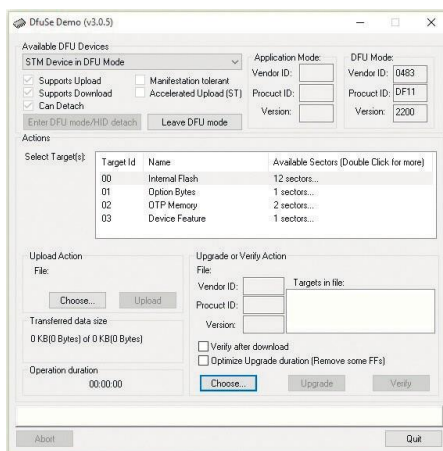 DfuSe Demo (v3.0.5)
Available DFU Devices
STM Device in DFU Mode
Supports Upload
Manifestation tolerant
Supports Download
Accelerated Upload (ST)
Can Detach
Enter DFU mode/HID detach
Leave DFU mode
Application Mode:
Vendor ID:
Procuct ID:
Version:
DFU Mode:
Vendor ID: 0483
Procuct ID: DF11
Version: 2200
Actions
Select Target(s):
Target Id Name Available Sectors (Double Click for more)
00 Internal Flash 12 sectors...
01 Option Bytes 1 sectors...
02 OTP Memory 2 sectors...
03 Device Feature 1 sectors...
Upload Action
File:
Choose... Upload
Transferred data size
0 KB(0 Bytes) of 0 KB(0 Bytes)
Operation duration
00:00:00
Upgrade or Verify Action
File:
Vendor ID:
Procuct ID:
Version:
Targets in file:
Verify after download
Optimize Upgrade duration (Remove some FFs)
Choose... Upgrade Verify
Abort Quit